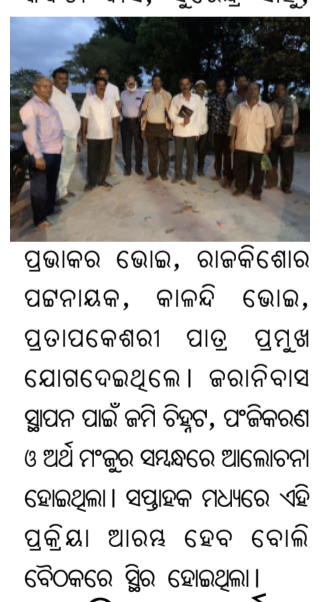 ପ୍ରଭାକର ଭୋଇ, ରାଜକିଶୋର
ପଟ୍ଟନାୟକ, କାଳନ୍ଦି ଭୋଇ,
ପ୍ରତାପକେଶରୀ ପାତ୍ର ପ୍ରମୁଖ
ଯୋଗଦେଇଥିଲେ। ଜରାନିବାସ
ସ୍ଥାପନ ପାଇଁ ଜମି ଚିହ୍ନଟ, ପଂଜିକରଣ
ଓ ଅର୍ଥ ମଂଜୁର ସମ୍ବନ୍ଧରେ ଆଲୋଚନା
ହୋଇଥିଲା। ସପ୍ତାହକ ମଧ୍ୟରେ ଏହି
ପ୍ରକ୍ରିୟା ଆରମ୍ଭ ହେବ ବୋଲି
ବୈଠକରେ ସ୍ଥିର ହୋଇଥିଲା।